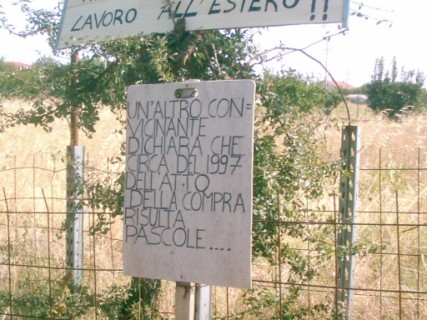 LAVORO ALL'ESTERO !!
UN'ALTRO CON=
VICINANTE
DICHIARA CHE
CIRCA DEL 1997
DELL'ATTO
DELLA COMPRA
RISULTA
PASCOLE....